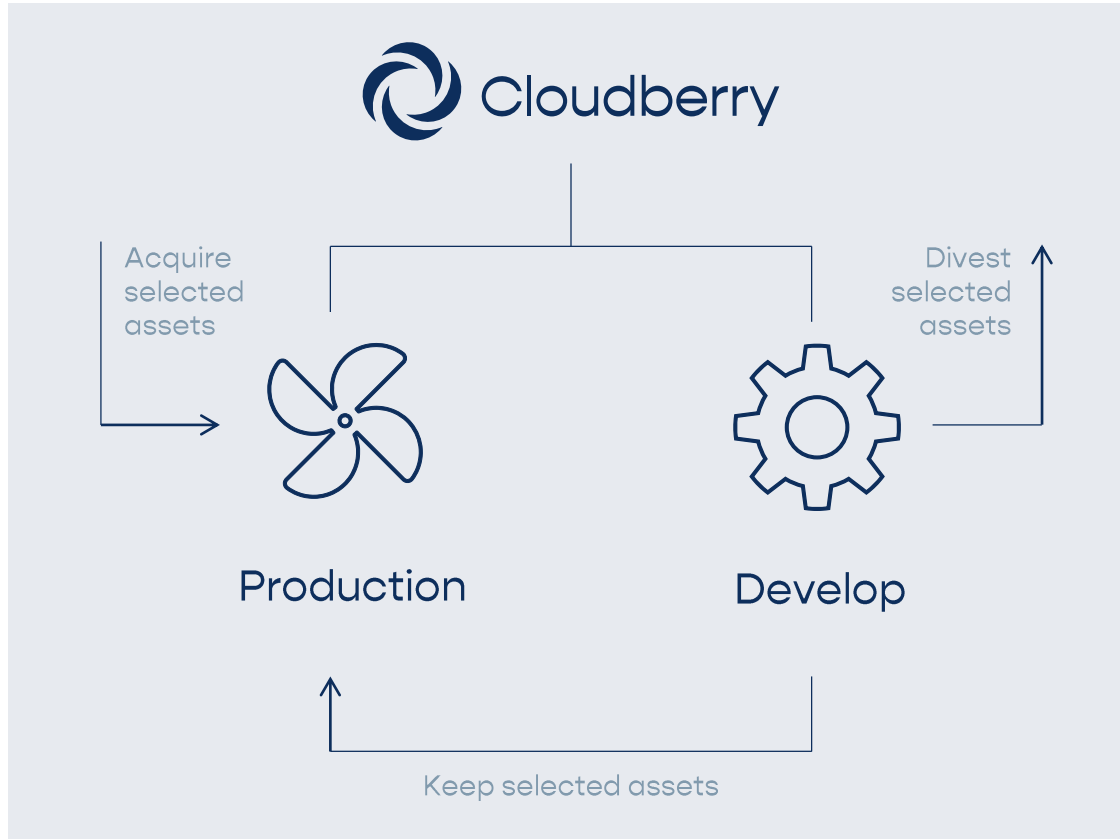 Cloudberry
Acquire
selected
assets
Divest
selected
assets
Production
Develop
Keep selected assets